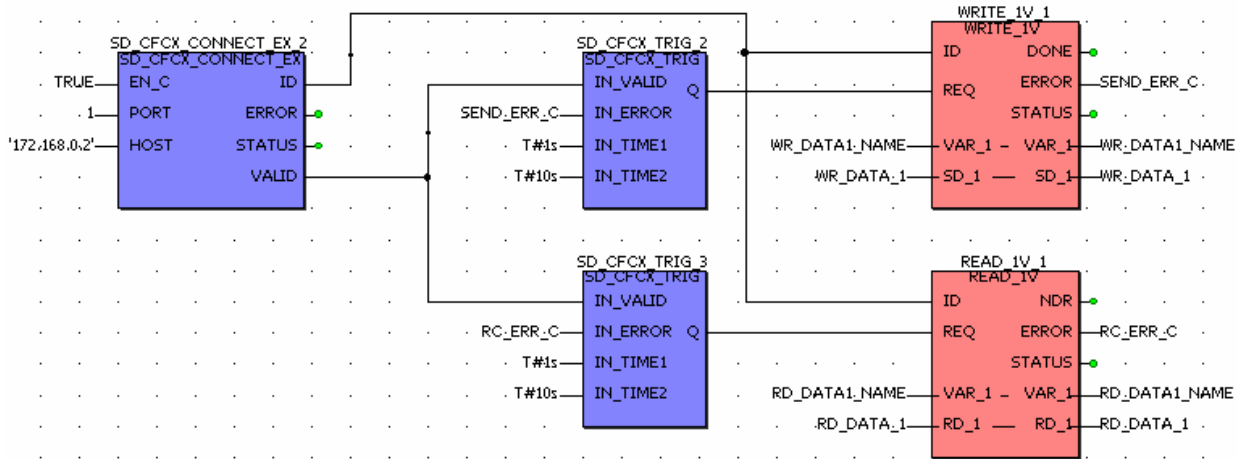 SD_CFCX_CONNECT_EX_2
SD_CFCX_CONNECT_EX
TRUE EN_C ID
1 PORT ERROR
'172.168.0.2' HOST STATUS
VALID
SD_CFCX_TRIG_2
SD_CFCX_TRIG
IN_VALID Q
SEND_ERR_C IN_ERROR
T#1s IN_TIME1
T#10s IN_TIME2
WRITE_1V_1
WRITE_1V
ID DONE
REQ ERROR SEND_ERR_C
STATUS
WR_DATA1_NAME VAR_1 – VAR_1 WR_DATA1_NAME
WR_DATA_1 SD_1 — SD_1 WR_DATA_1
SD_CFCX_TRIG_3
SD_CFCX_TRIG
IN_VALID
RC_ERR_C IN_ERROR Q
T#1s IN_TIME1
T#10s IN_TIME2
READ_1V_1
READ_1V
ID NDR
REQ ERROR RC_ERR_C
STATUS
RD_DATA1_NAME VAR_1 – VAR_1 RD_DATA1_NAME
RD_DATA_1 RD_1 — RD_1 RD_DATA_1